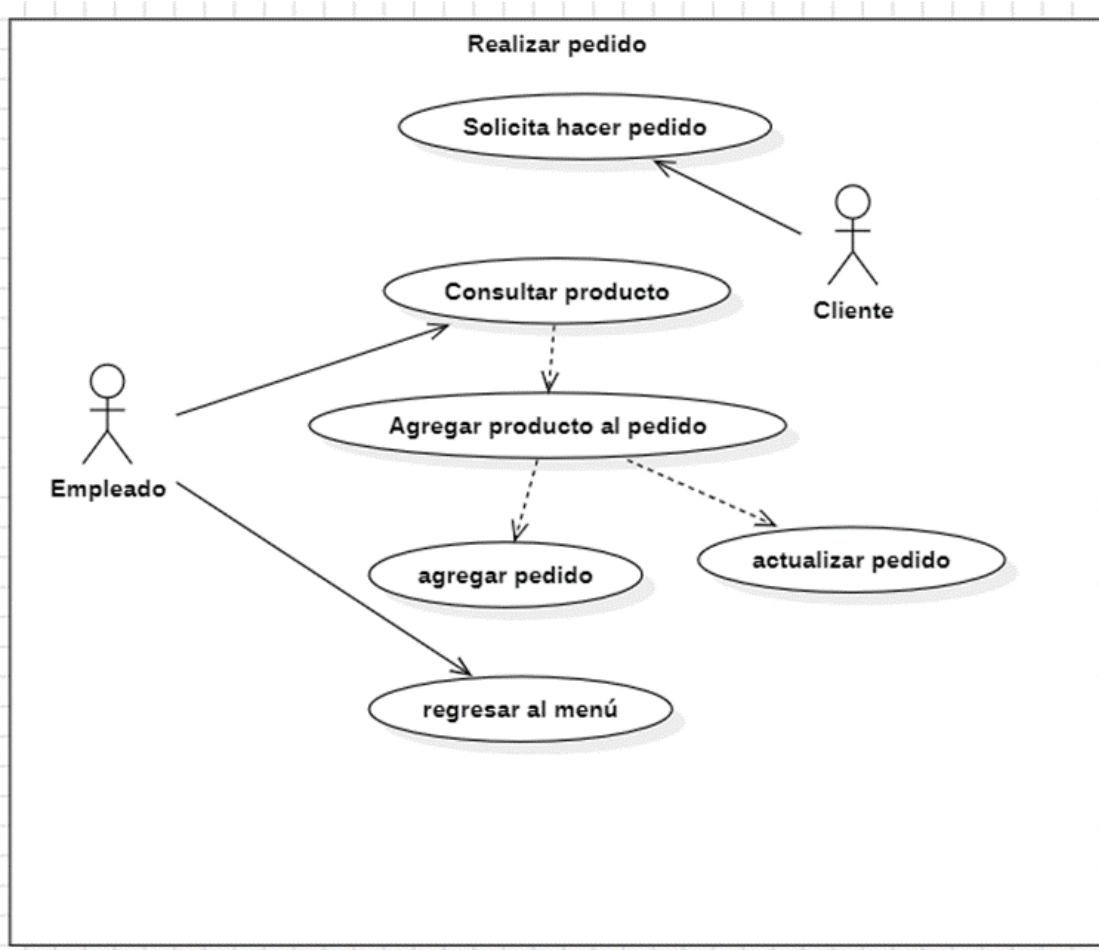 Realizar pedido
Solicita hacer pedido
Cliente
Consultar producto
Agregar producto al pedido
Empleado
agregar pedido
actualizar pedido
regresar al menú